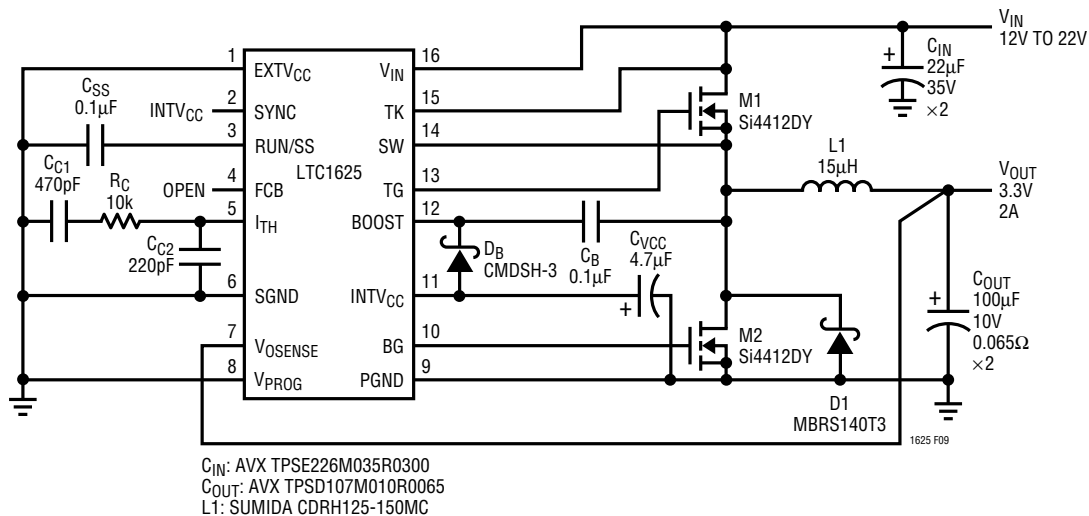 V_IN
12V TO 22V
C_IN
22µF
35V
×2
+
1
EXTV_CC
16
V_IN
2
SYNC
INTV_CC
15
TK
3
RUN/SS
14
SW
LTC1625
4
FCB
OPEN
13
TG
5
I_TH
12
BOOST
6
SGND
11
INTV_CC
7
V_OSENSE
10
BG
8
V_PROG
9
PGND
C_SS
0.1µF
C_C1
470pF
R_C
10k
C_C2
220pF
D_B
CMDSH-3
C_B
0.1µF
C_VCC
4.7µF
+
M1
Si4412DY
L1
15µH
V_OUT
3.3V
2A
M2
Si4412DY
D1
MBRS140T3
+
C_OUT
100µF
10V
0.065Ω
×2
1625 F09
C_IN: AVX TPSE226M035R0300
C_OUT: AVX TPSD107M010R0065
L1: SUMIDA CDRH125-150MC